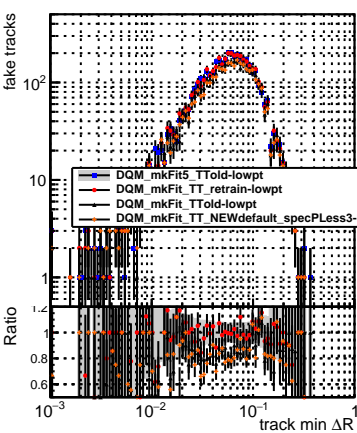 fake tracks
10²
10
1
DQM_mkFit5_TTold-lowpt
DQM_mkFit_TT_retrain-lowpt
DQM_mkFit_TTold-lowpt
DQM_mkFit_TT_NEWdefault_specPLess3-
Ratio
1.2
1
0.8
0.6
10⁻³ 10⁻² 10⁻¹ 1
track min ΔR